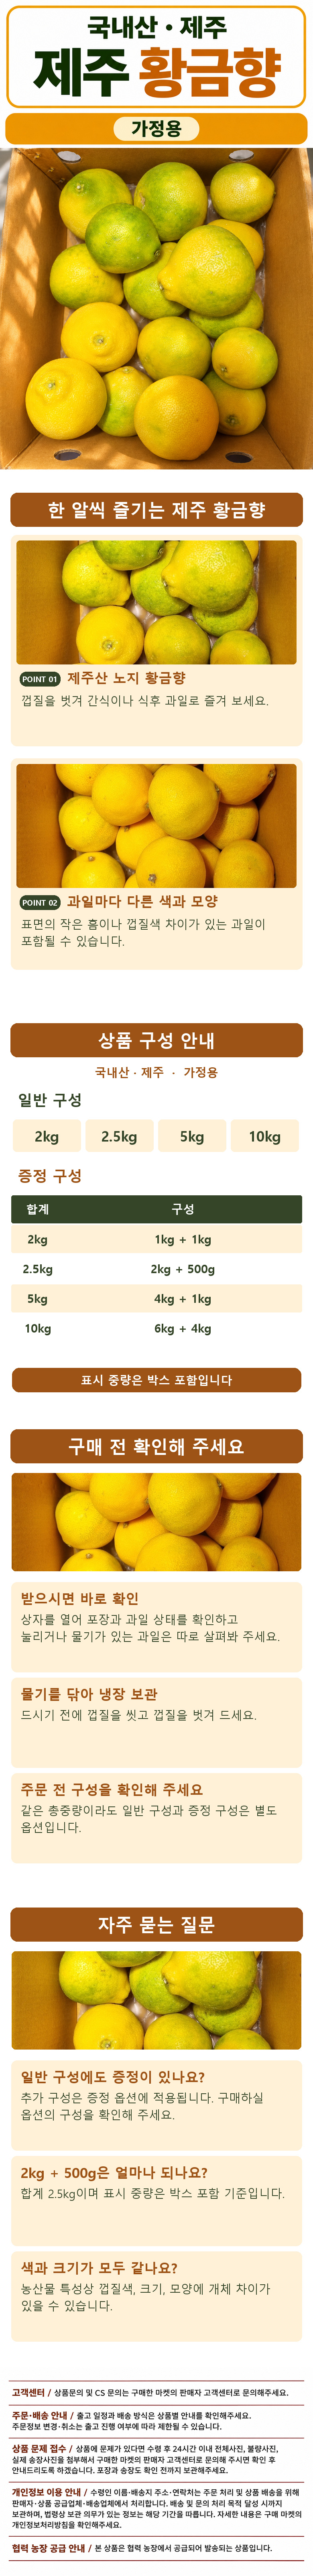 국내산 · 제주
제주 황금향
가정용
한 알씩 즐기는 제주 황금향
POINT 01 제주산 노지 황금향
껍질을 벗겨 간식이나 식후 과일로 즐겨 보세요.
POINT 02 과일마다 다른 색과 모양
표면의 작은 흠이나 껍질색 차이가 있는 과일이
포함될 수 있습니다.
상품 구성 안내
국내산 · 제주 · 가정용
일반 구성
2kg 2.5kg 5kg 10kg
증정 구성
합계 구성
2kg 1kg + 1kg
2.5kg 2kg + 500g
5kg 4kg + 1kg
10kg 6kg + 4kg
표시 중량은 박스 포함입니다
구매 전 확인해 주세요
받으시면 바로 확인
상자를 열어 포장과 과일 상태를 확인하고
눌리거나 물기가 있는 과일은 따로 살펴봐 주세요.
물기를 닦아 냉장 보관
드시기 전에 껍질을 씻고 껍질을 벗겨 드세요.
주문 전 구성을 확인해 주세요
같은 총중량이라도 일반 구성과 증정 구성은 별도
옵션입니다.
자주 묻는 질문
일반 구성에도 증정이 있나요?
추가 구성은 증정 옵션에 적용됩니다. 구매하실
옵션의 구성을 확인해 주세요.
2kg + 500g은 얼마나 되나요?
합계 2.5kg이며 표시 중량은 박스 포함 기준입니다.
색과 크기가 모두 같나요?
농산물 특성상 껍질색, 크기, 모양에 개체 차이가
있을 수 있습니다.
고객센터 / 상품문의 및 CS 문의는 구매한 마켓의 판매자 고객센터로 문의해주세요.
주문·배송 안내 / 출고 일정과 배송 방식은 상품별 안내를 확인해주세요.
주문정보 변경·취소는 출고 진행 여부에 따라 제한될 수 있습니다.
상품 문제 접수 / 상품에 문제가 있다면 수령 후 24시간 이내 전체사진, 불량사진,
실제 송장사진을 첨부해서 구매한 마켓의 판매자 고객센터로 문의해 주시면 확인 후
안내드리도록 하겠습니다. 포장과 송장도 확인 전까지 보관해주세요.
개인정보 이용 안내 / 수령인 이름·배송지 주소·연락처는 주문 처리 및 상품 배송을 위해
판매자·상품 공급업체·배송업체에서 처리합니다. 배송 및 문의 처리 목적 달성 시까지
보관하며, 법령상 보관 의무가 있는 정보는 해당 기간을 따릅니다. 자세한 내용은 구매 마켓의
개인정보처리방침을 확인해주세요.
협력 농장 공급 안내 / 본 상품은 협력 농장에서 공급되어 발송되는 상품입니다.